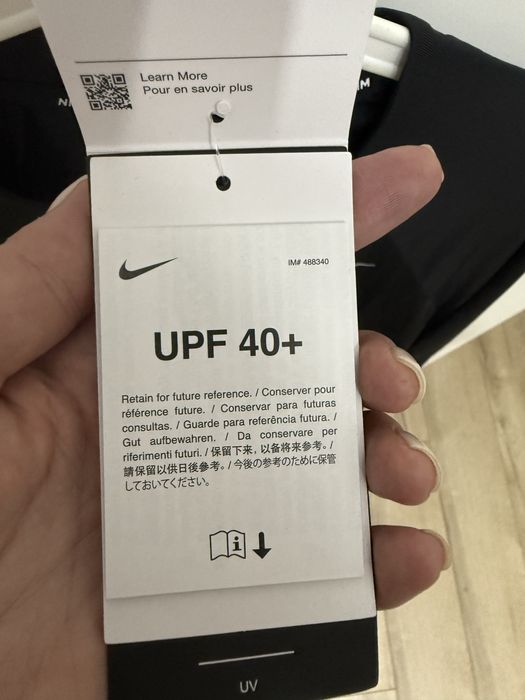 Learn More
Pour en savoir plus
IM# 488340
UPF 40+
Retain for future reference. / Conserver pour
référence future. / Conservar para futuras
consultas. / Guarde para referência futura. /
Gut aufbewahren. / Da conservare per
riferimenti futuri. / 保留下来，以备将来参考。/
請保留以供日後參考。/ 今後の参考のために保管
しておいてください。
i
UV